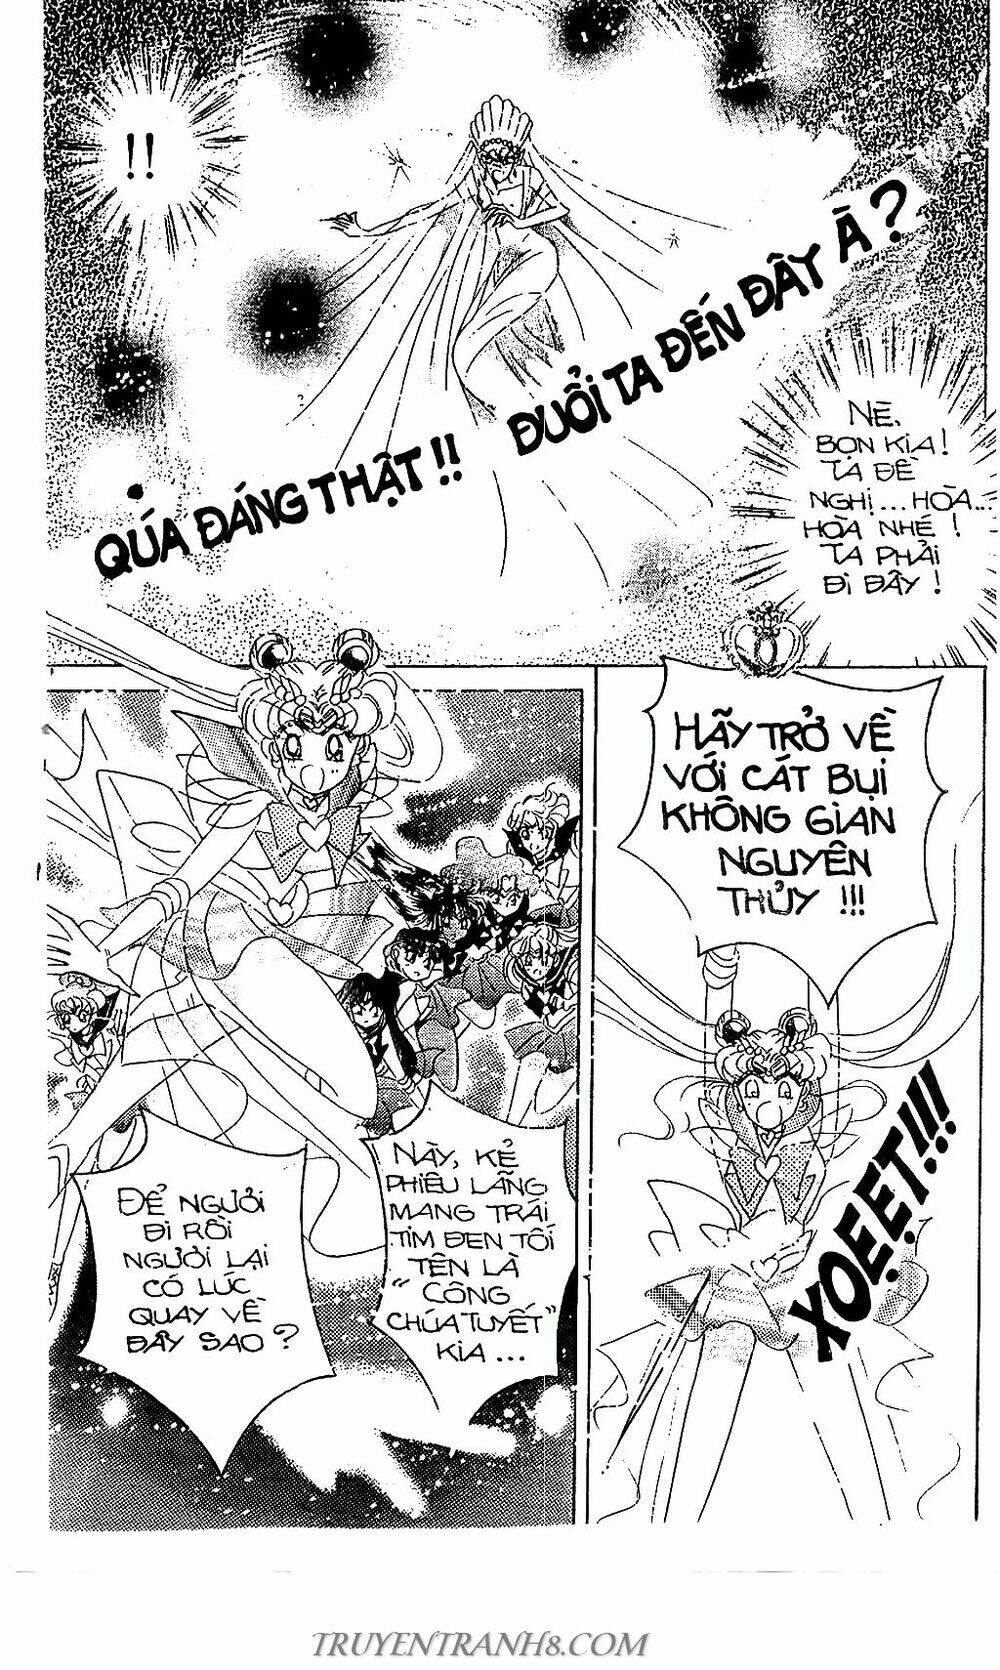 !!
QÚA ĐÁNG THẬT!! ĐUỔI TA ĐẾN ĐÂY À?
NÈ,
BỌN KIA!
TA ĐỀ
NGHỊ... HÒA...
HÒA NHÉ!
TA PHẢI
ĐI ĐÂY!
ĐỂ NGƯỜI
ĐI RỒI
NGƯƠI LẠI
CÓ LÚC
QUAY VỀ
ĐÂY SAO?
NÀY, KẺ
PHIÊU LÃNG
MANG TRÁI
TIM ĐEN TỐI
TÊN LÀ
"CÔNG
CHÚA TUYẾT"
KIA...
HÃY TRỞ VỀ
VỚI CÁT BỤI
KHÔNG GIAN
NGUYÊN
THỦY !!!
XOẸẸT!!!
TRUYENTRANH8.COM